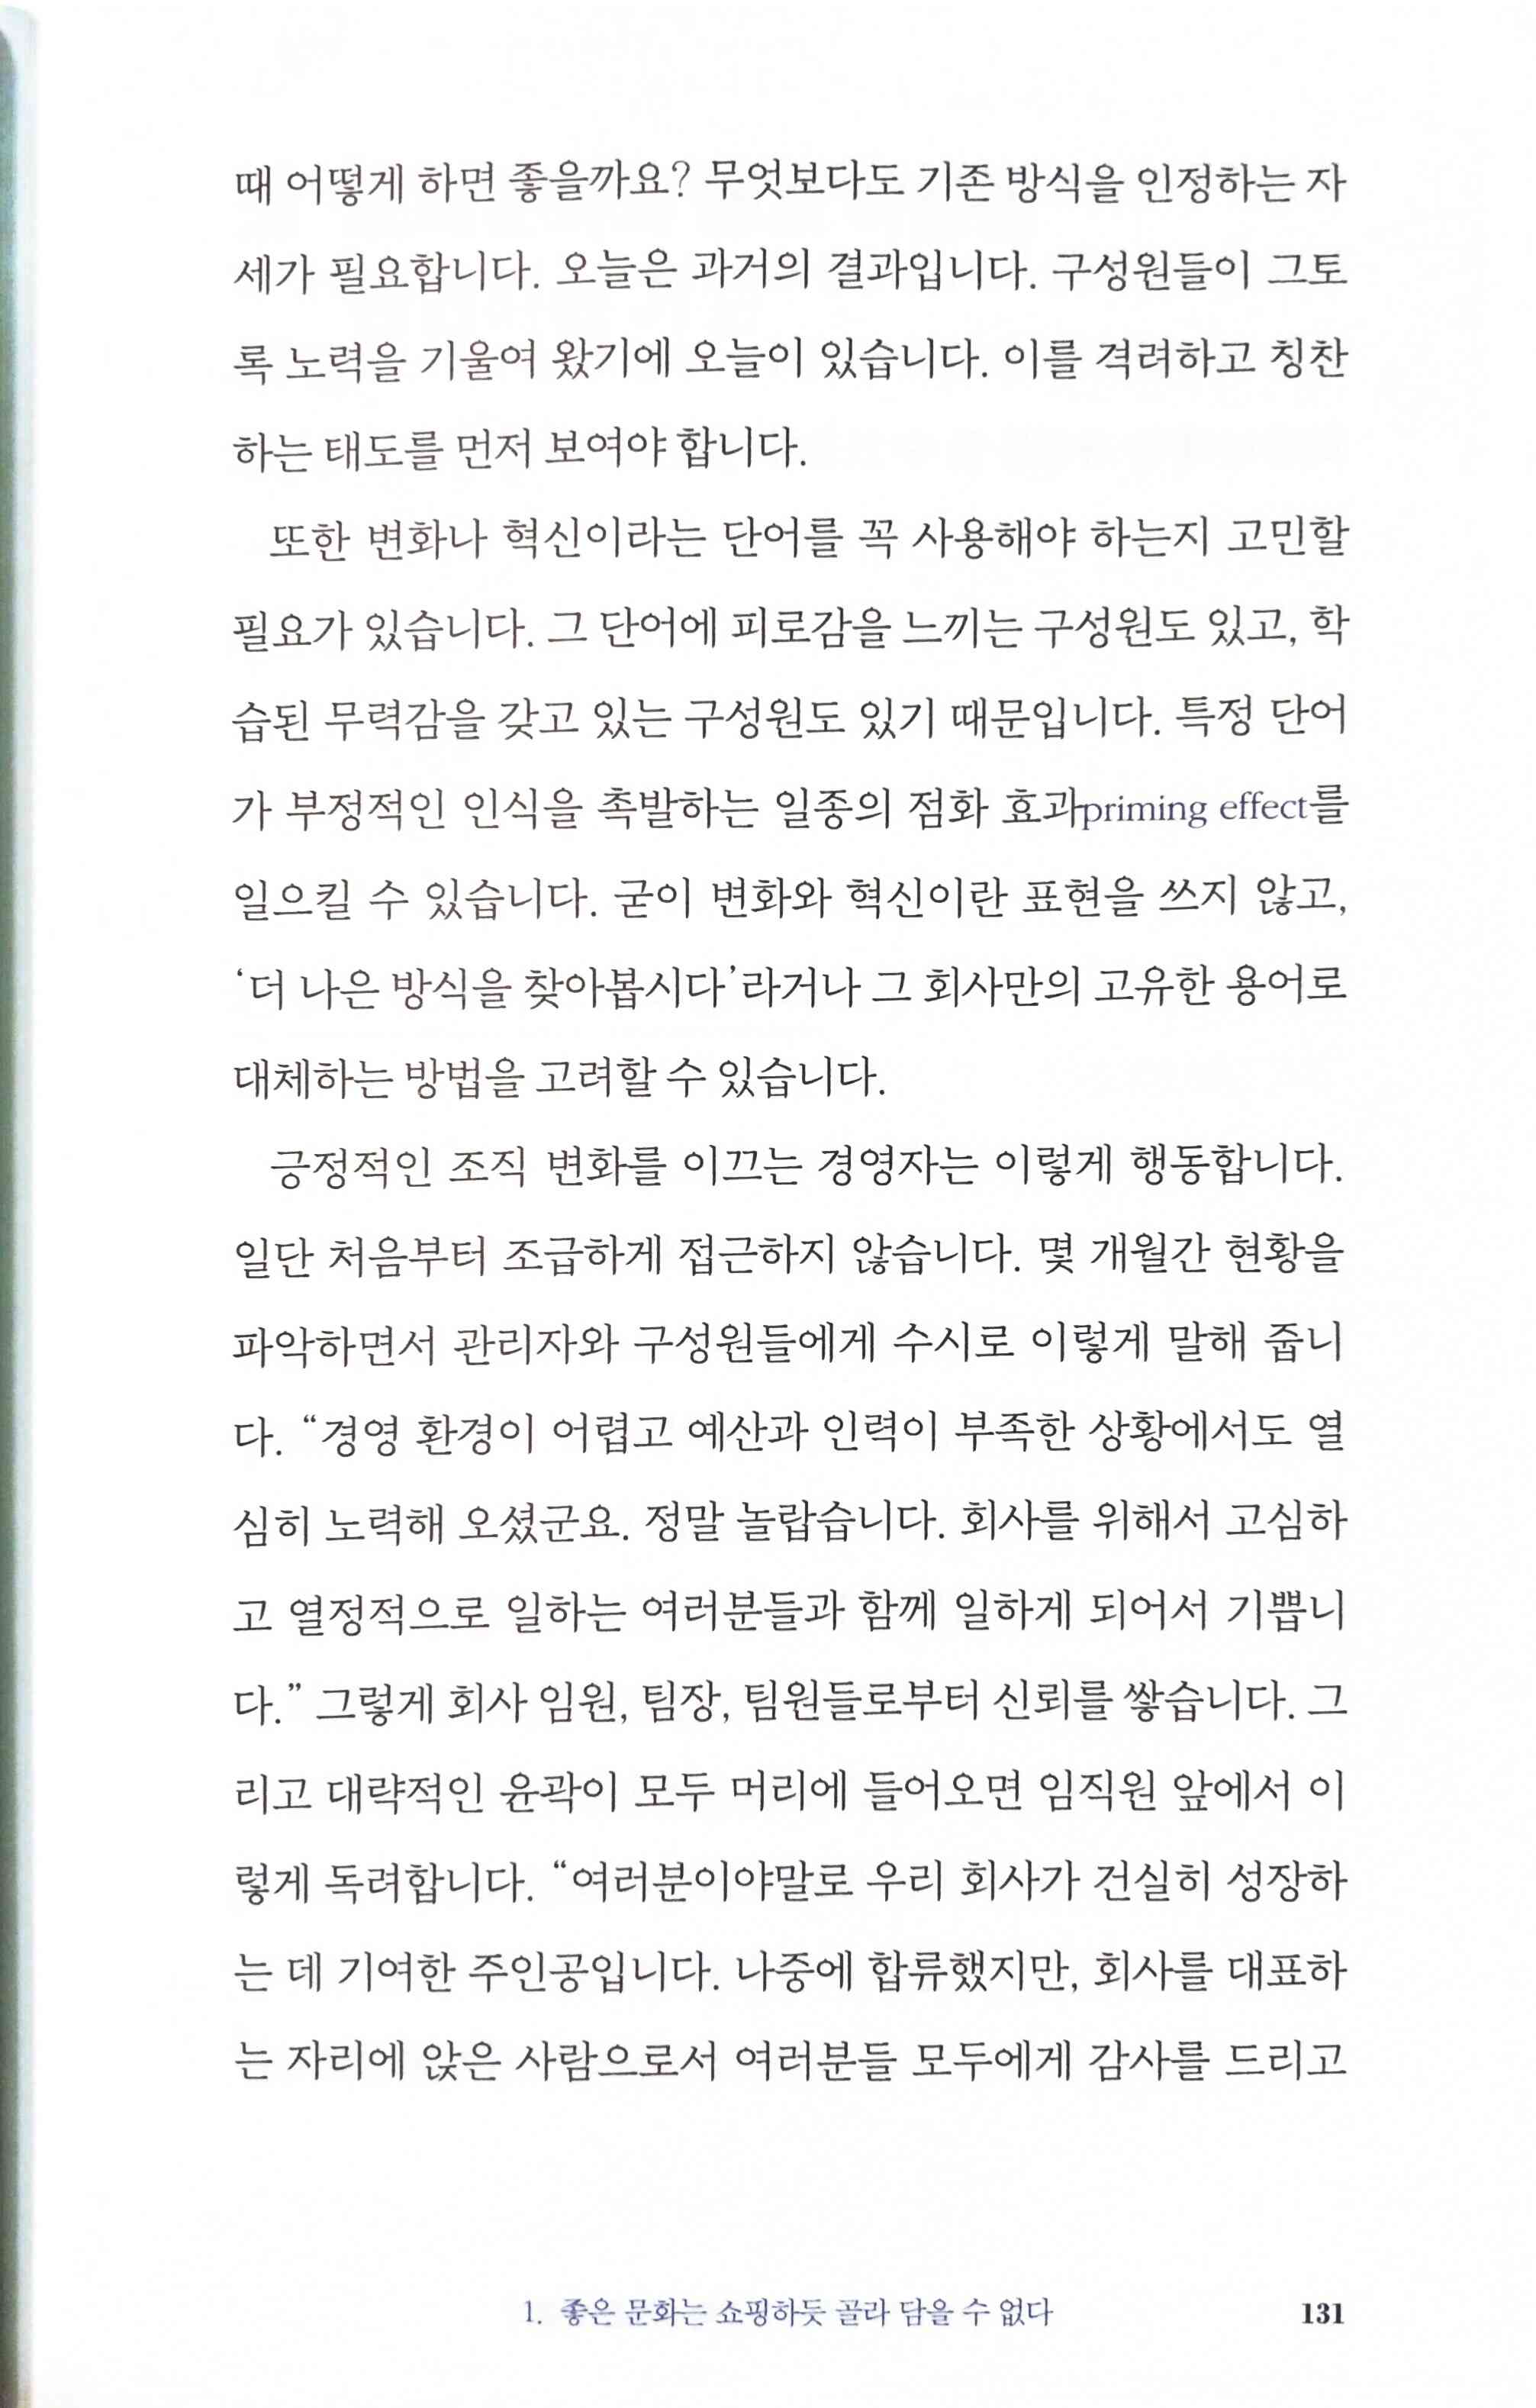 때 어떻게 하면 좋을까요? 무엇보다도 기존 방식을 인정하는 자
세가 필요합니다. 오늘은 과거의 결과입니다. 구성원들이 그토
록 노력을 기울여 왔기에 오늘이 있습니다. 이를 격려하고 칭찬
하는 태도를 먼저 보여야 합니다.
또한 변화나 혁신이라는 단어를 꼭 사용해야 하는지 고민할
필요가 있습니다. 그 단어에 피로감을 느끼는 구성원도 있고, 학
습된 무력감을 갖고 있는 구성원도 있기 때문입니다. 특정 단어
가 부정적인 인식을 촉발하는 일종의 점화 효과priming effect를
일으킬 수 있습니다. 굳이 변화와 혁신이란 표현을 쓰지 않고,
‘더 나은 방식을 찾아봅시다’라거나 그 회사만의 고유한 용어로
대체하는 방법을 고려할 수 있습니다.
긍정적인 조직 변화를 이끄는 경영자는 이렇게 행동합니다.
일단 처음부터 조급하게 접근하지 않습니다. 몇 개월간 현황을
파악하면서 관리자와 구성원들에게 수시로 이렇게 말해 줍니
다. “경영 환경이 어렵고 예산과 인력이 부족한 상황에서도 열
심히 노력해 오셨군요. 정말 놀랍습니다. 회사를 위해서 고심하
고 열정적으로 일하는 여러분들과 함께 일하게 되어서 기쁩니
다.” 그렇게 회사 임원, 팀장, 팀원들로부터 신뢰를 쌓습니다. 그
리고 대략적인 윤곽이 모두 머리에 들어오면 임직원 앞에서 이
렇게 독려합니다. “여러분이야말로 우리 회사가 건실히 성장하
는 데 기여한 주인공입니다. 나중에 합류했지만, 회사를 대표하
는 자리에 앉은 사람으로서 여러분들 모두에게 감사를 드리고
1. 좋은 문화는 쇼핑하듯 골라 담을 수 없다 131